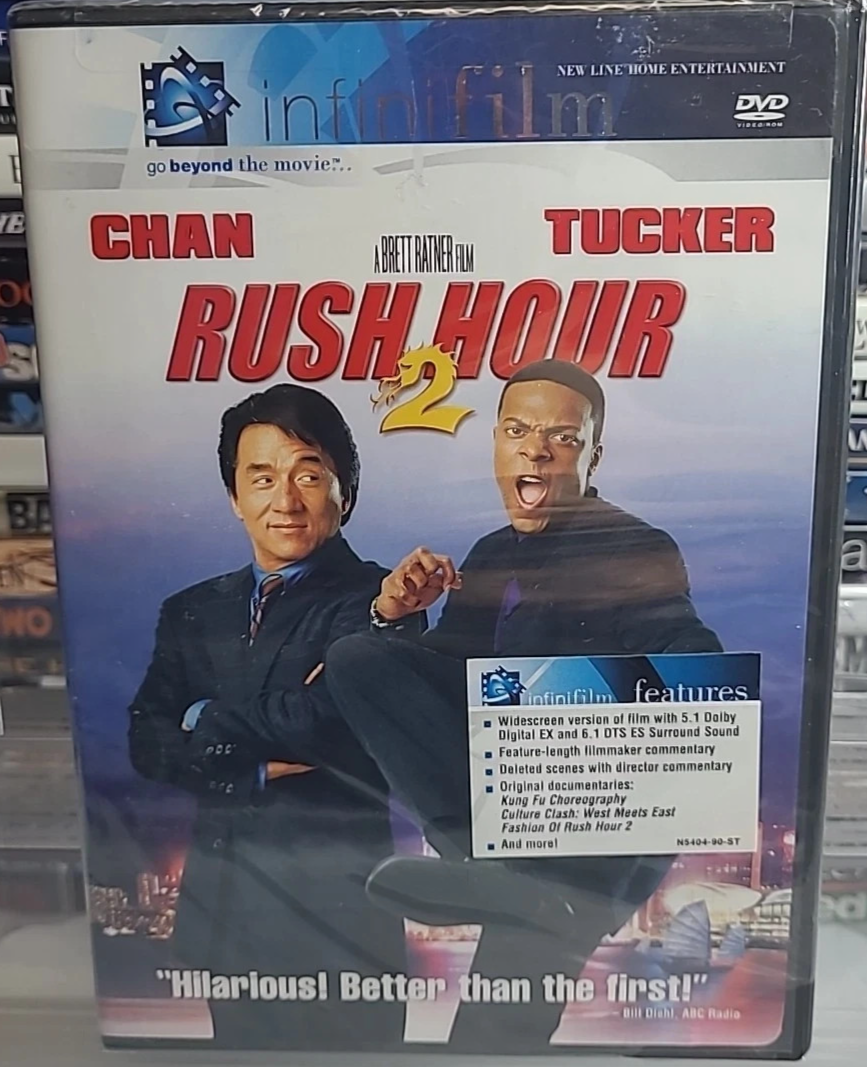 NEW LINE HOME ENTERTAINMENT
infinifilm
DVD
VIDEO/ROM
go beyond the movie™...
CHAN
TUCKER
A BRETT RATNER FILM
RUSH HOUR
2
infinifilm features
Widescreen version of film with 5.1 Dolby
Digital EX and 6.1 DTS ES Surround Sound
Feature-length filmmaker commentary
Deleted scenes with director commentary
Original documentaries:
Kung Fu Choreography
Culture Clash: West Meets East
Fashion Of Rush Hour 2
And more!
N5404-90-ST
"Hilarious! Better than the first!"
- Bill Diehl, ABC Radio